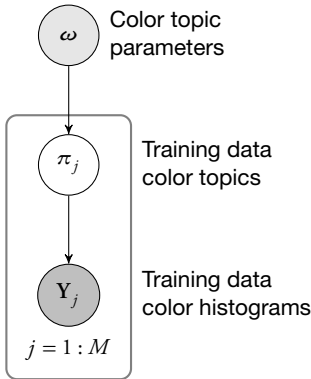 ω
Color topic
parameters
π_j
Training data
color topics
Y_j
Training data
color histograms
j = 1 : M